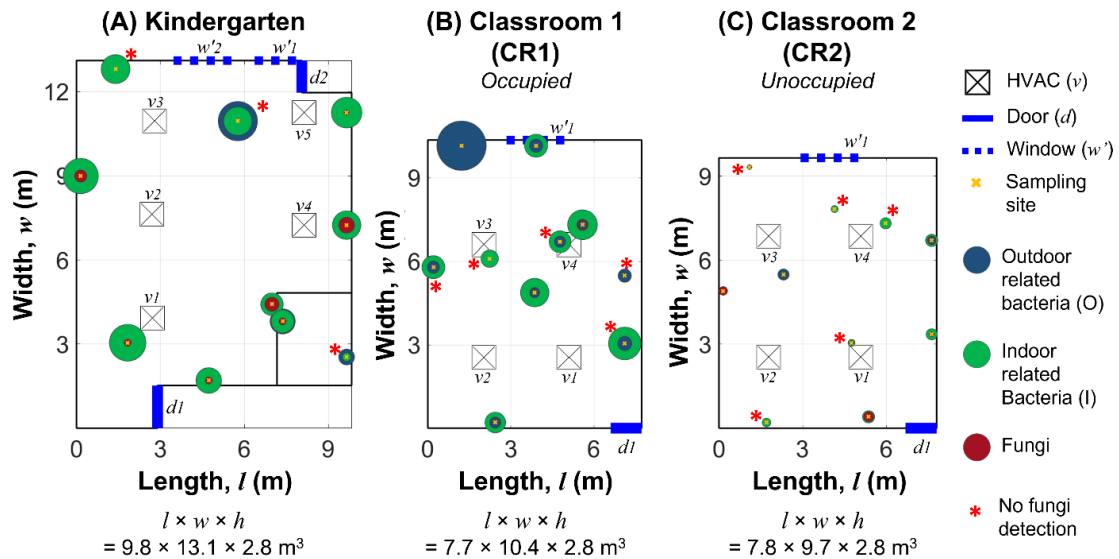 (A) Kindergarten
(B) Classroom 1
(CR1)
Occupied
(C) Classroom 2
(CR2)
Unoccupied
w'2
w'1
d2
v3
v5
v2
v4
v1
d1
12
9
6
3
0
3
6
9
Width, w (m)
Length, l (m)
l × w × h
= 9.8 × 13.1 × 2.8 m³
w'1
v3
v4
v2
v1
d1
12
9
6
3
0
3
6
Width, w (m)
Length, l (m)
l × w × h
= 7.7 × 10.4 × 2.8 m³
w'1
v3
v4
v2
v1
d1
12
9
6
3
0
3
6
Width, w (m)
Length, l (m)
l × w × h
= 7.8 × 9.7 × 2.8 m³
HVAC (v)
Door (d)
Window (w')
Sampling
site
Outdoor
related
bacteria (O)
Indoor
related
Bacteria (I)
Fungi
No fungi
detection